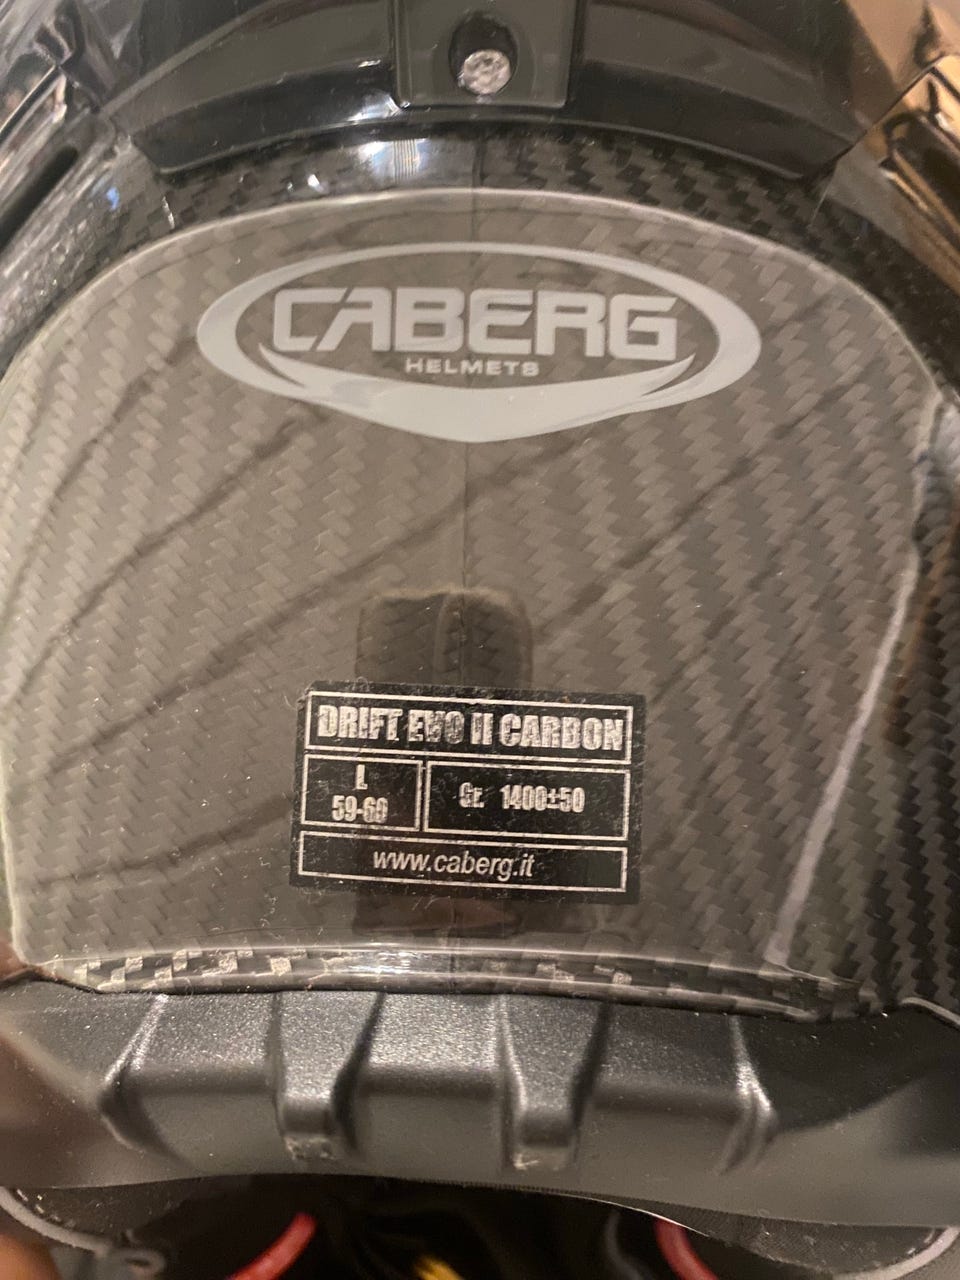 CABERG
HELMETS
DRIFT EVO II CARBON
L
59-60
Gr. 1400±50
www.caberg.it